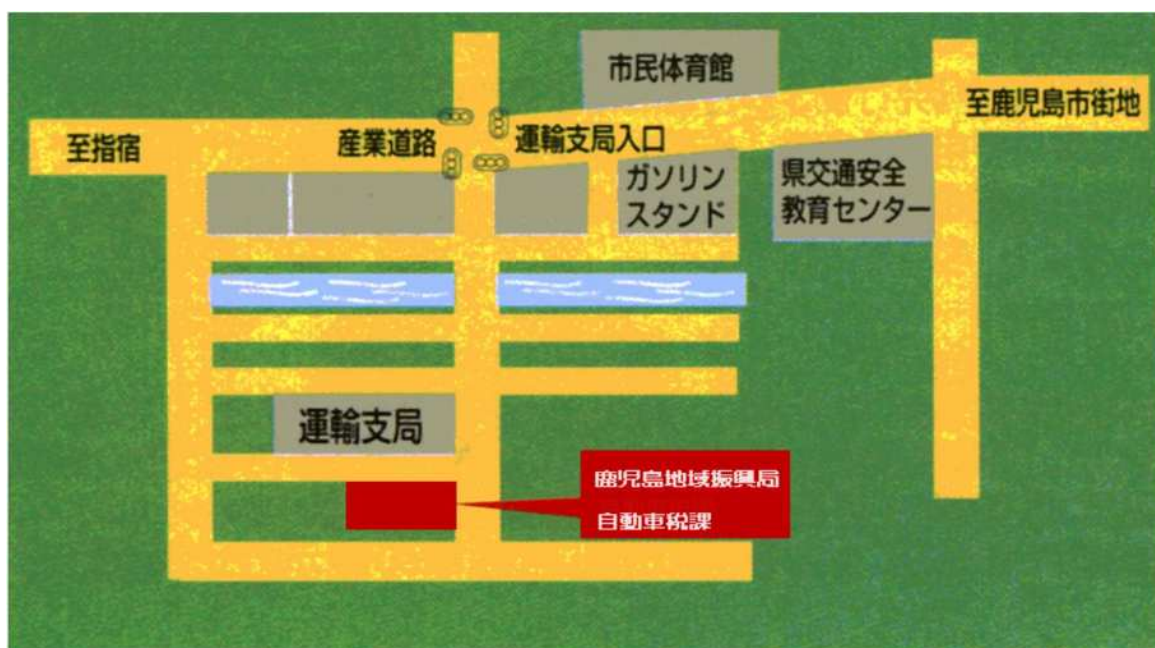 市民体育館
至鹿児島市街地
至指宿
産業道路
運輸支局入口
ガソリン
スタンド
県交通安全
教育センター
運輸支局
鹿児島地域振興局
自動車税課